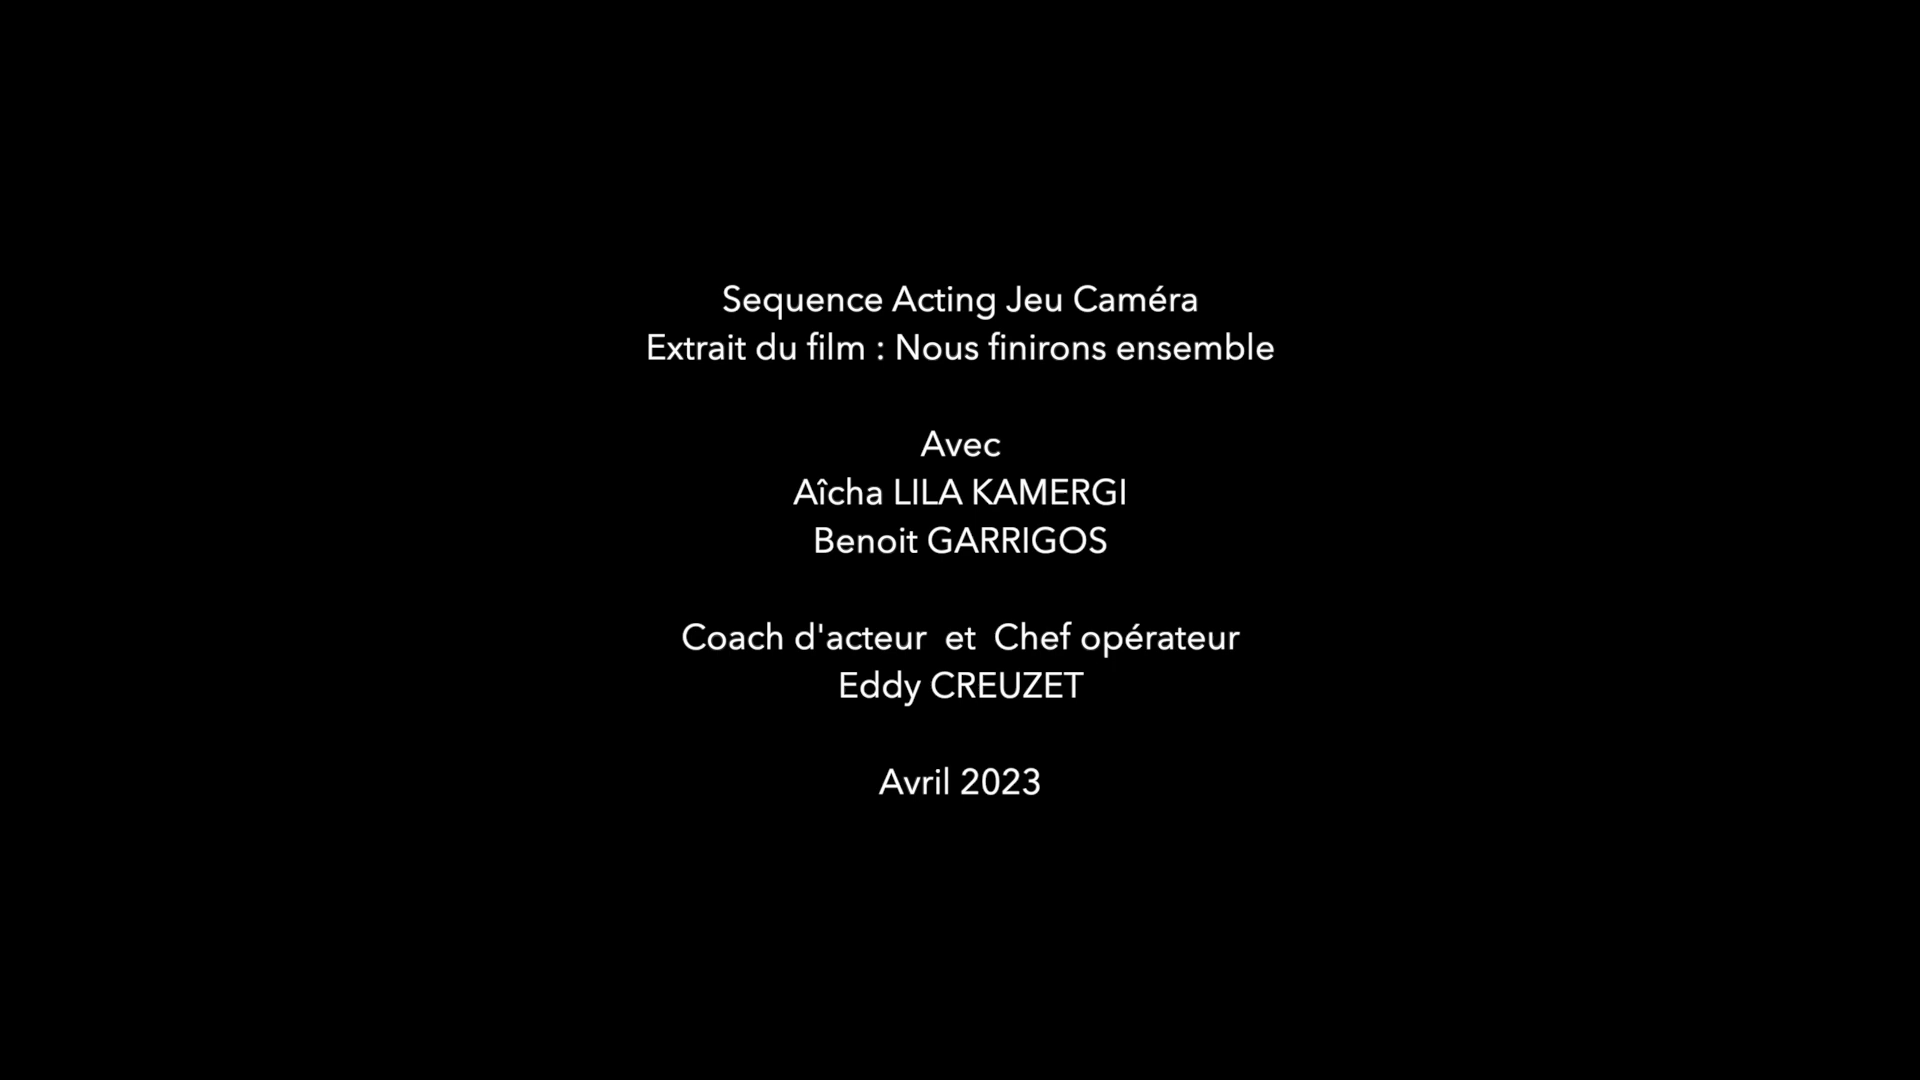 Sequence Acting Jeu Caméra
Extrait du film : Nous finirons ensemble
Avec
Aîcha LILA KAMERGI
Benoit GARRIGOS
Coach d'acteur et Chef opérateur
Eddy CREUZET
Avril 2023